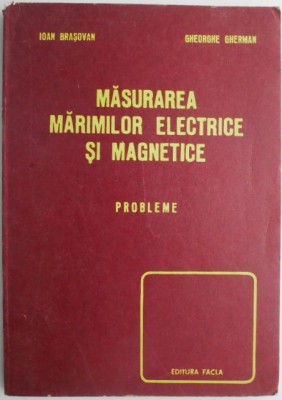 IOAN BRAŞOVAN GHEORGHE GHERMAN
MĂSURAREA
MĂRIMILOR ELECTRICE
ŞI MAGNETICE
PROBLEME
EDITURA FACLA